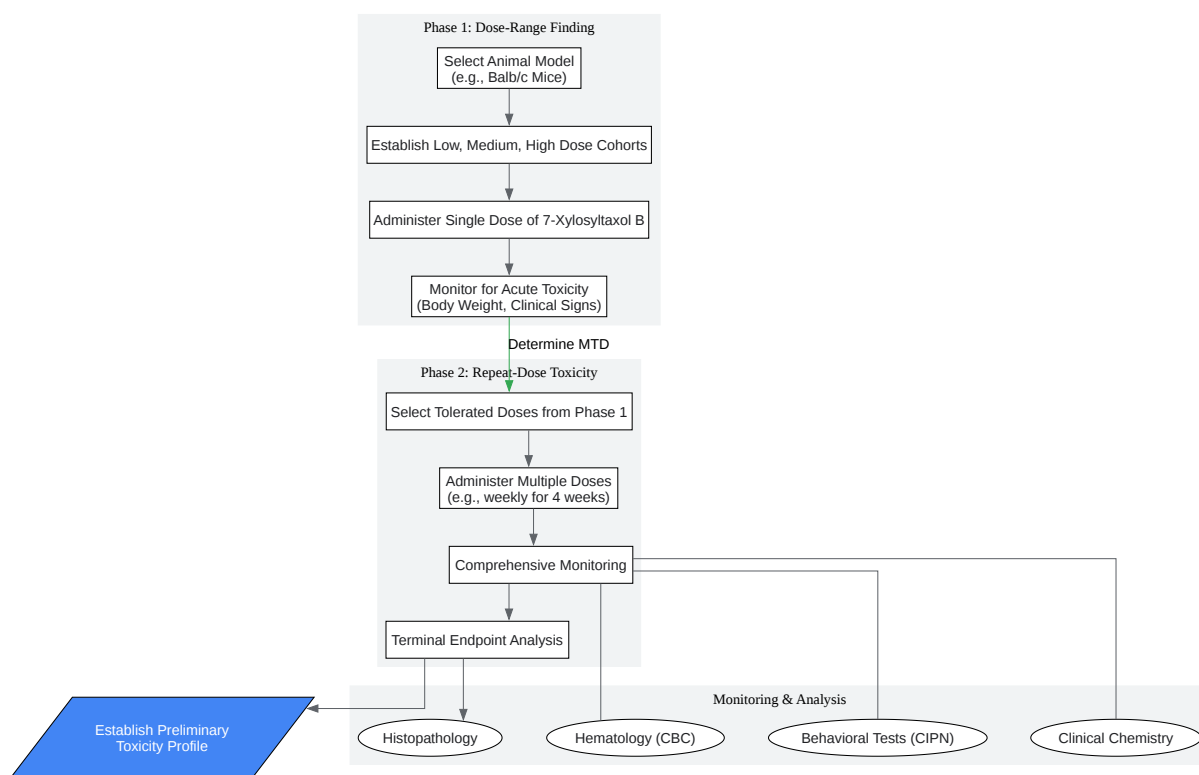 Phase 1: Dose-Range Finding
Select Animal Model
(e.g., Balb/c Mice)
Establish Low, Medium, High Dose Cohorts
Administer Single Dose of 7-Xylosyltaxol B
Monitor for Acute Toxicity
(Body Weight, Clinical Signs)
Determine MTD
Phase 2: Repeat-Dose Toxicity
Select Tolerated Doses from Phase 1
Administer Multiple Doses
(e.g., weekly for 4 weeks)
Comprehensive Monitoring
Terminal Endpoint Analysis
Monitoring & Analysis
Establish Preliminary
Toxicity Profile
Histopathology
Hematology (CBC)
Behavioral Tests (CIPN)
Clinical Chemistry